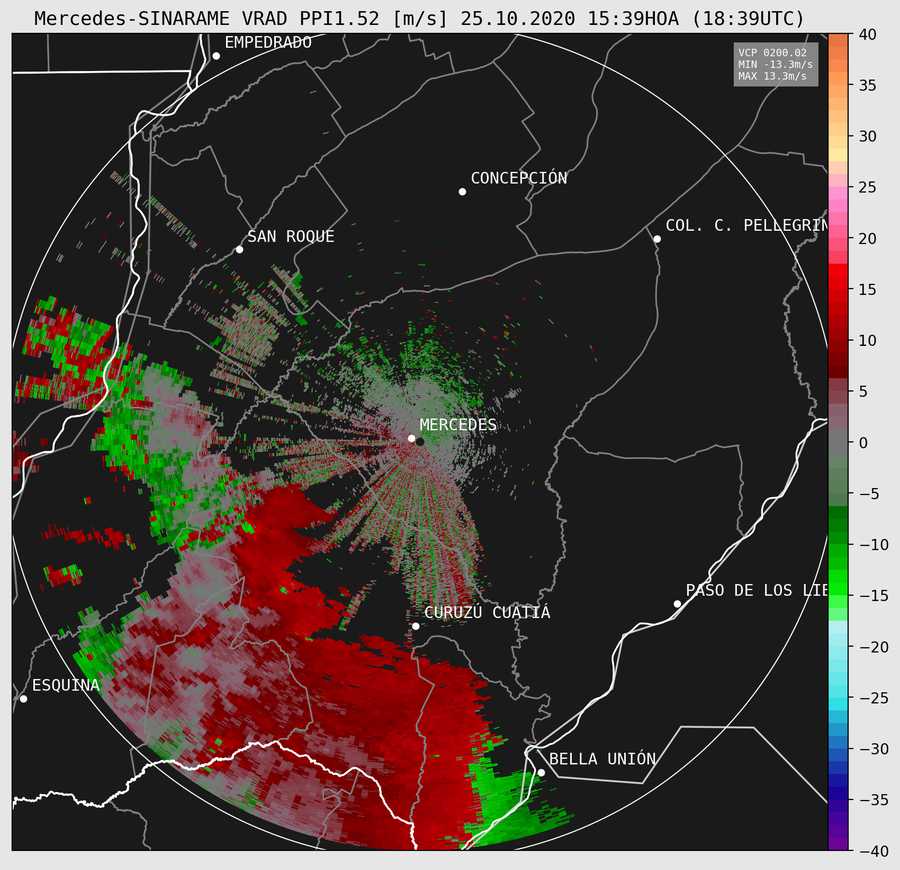 Mercedes-SINARAME VRAD PPI1.52 [m/s] 25.10.2020 15:39HOA (18:39UTC)
VCP 0200.02
MIN -13.3m/s
MAX 13.3m/s
EMPEDRADO
CONCEPCIÓN
COL. C. PELLEGRIN
SAN ROQUE
MERCEDES
PASO DE LOS LIB
CURUZÚ CUATIÁ
ESQUINA
BELLA UNIÓN
40
35
30
25
20
15
10
5
0
−5
−10
−15
−20
−25
−30
−35
−40